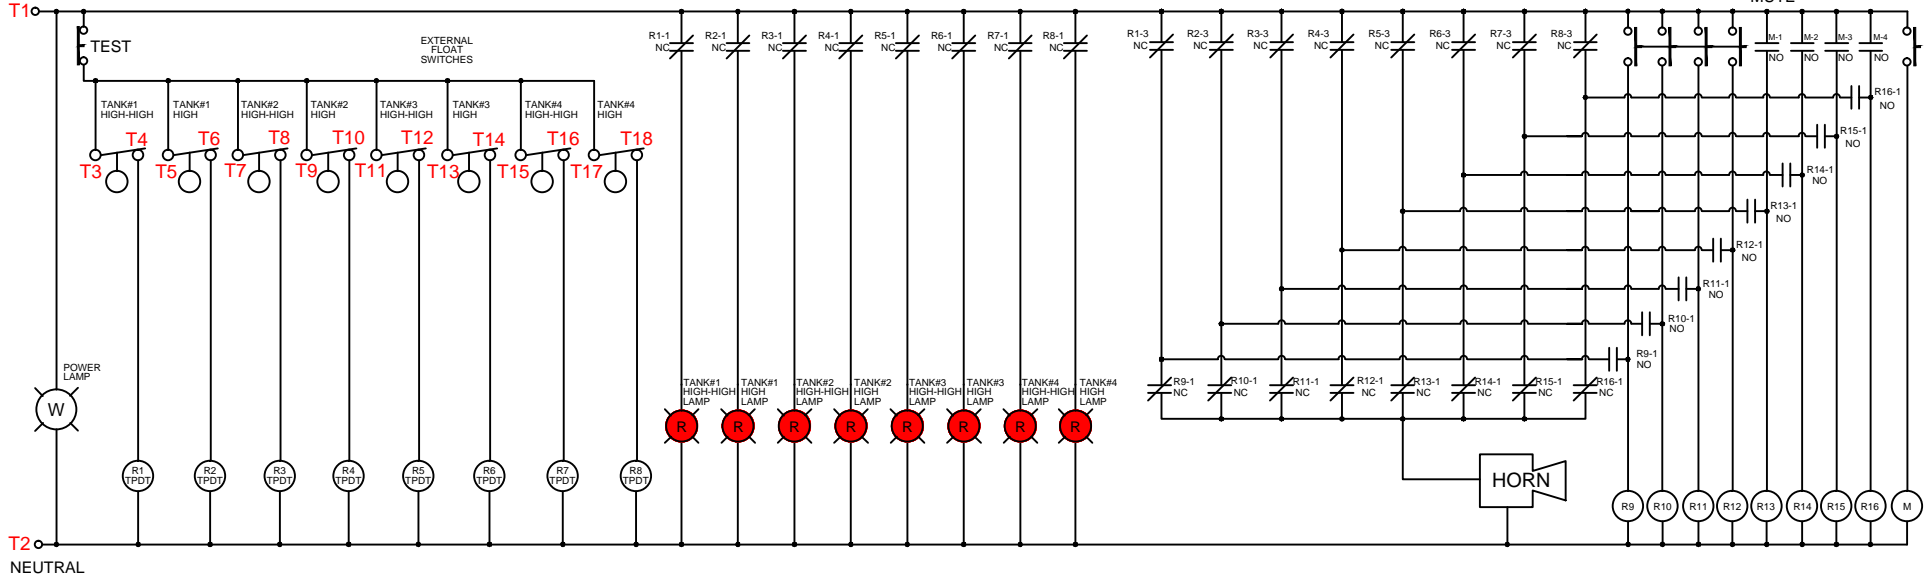 T1
TEST
EXTERNAL
FLOAT
SWITCHES
TANK#1
HIGH-HIGH
TANK#1
HIGH
TANK#2
HIGH-HIGH
TANK#2
HIGH
TANK#3
HIGH-HIGH
TANK#3
HIGH
TANK#4
HIGH-HIGH
TANK#4
HIGH
T3
T4
T5
T6
T7
T8
T9
T10
T11
T12
T13
T14
T15
T16
T17
T18
R1-1
NC
R2-1
NC
R3-1
NC
R4-1
NC
R5-1
NC
R6-1
NC
R7-1
NC
R8-1
NC
R1-3
NC
R2-3
NC
R3-3
NC
R4-3
NC
R5-3
NC
R6-3
NC
R7-3
NC
R8-3
NC
MUTE
M-1
NO
M-2
NO
M-3
NO
M-4
NO
R16-1
NO
R15-1
NO
R14-1
NO
R13-1
NO
R12-1
NO
R11-1
NO
R10-1
NO
R9-1
NO
POWER
LAMP
W
TANK#1
HIGH-HIGH
LAMP
R
TANK#1
HIGH
LAMP
R
TANK#2
HIGH-HIGH
LAMP
R
TANK#2
HIGH
LAMP
R
TANK#3
HIGH-HIGH
LAMP
R
TANK#3
HIGH
LAMP
R
TANK#4
HIGH-HIGH
LAMP
R
TANK#4
HIGH
LAMP
R
R9-1
NC
R10-1
NC
R11-1
NC
R12-1
NC
R13-1
NC
R14-1
NC
R15-1
NC
R16-1
NC
R1
TPDT
R2
TPDT
R3
TPDT
R4
TPDT
R5
TPDT
R6
TPDT
R7
TPDT
R8
TPDT
HORN
R9
R10
R11
R12
R13
R14
R15
R16
M
T2
NEUTRAL